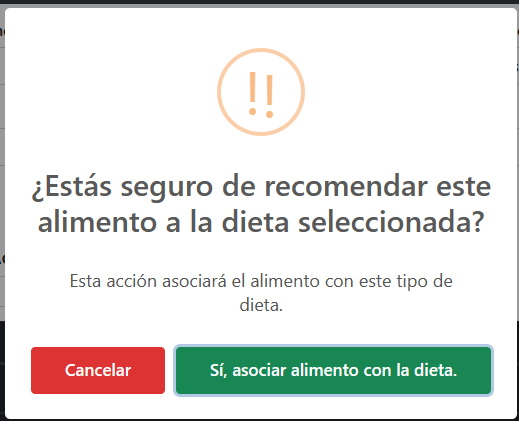 !!
¿Estás seguro de recomendar este
alimento a la dieta seleccionada?
Esta acción asociará el alimento con este tipo de
dieta.
Cancelar
Sí, asociar alimento con la dieta.